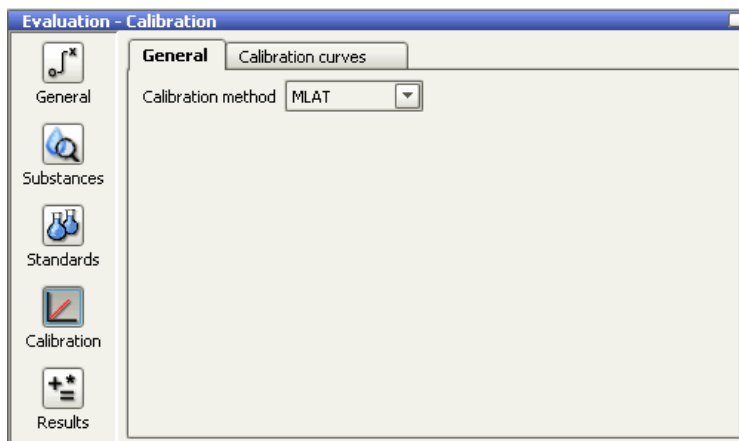 Evaluation - Calibration
General
Substances
Standards
Calibration
Results
General
Calibration curves
Calibration method MLAT